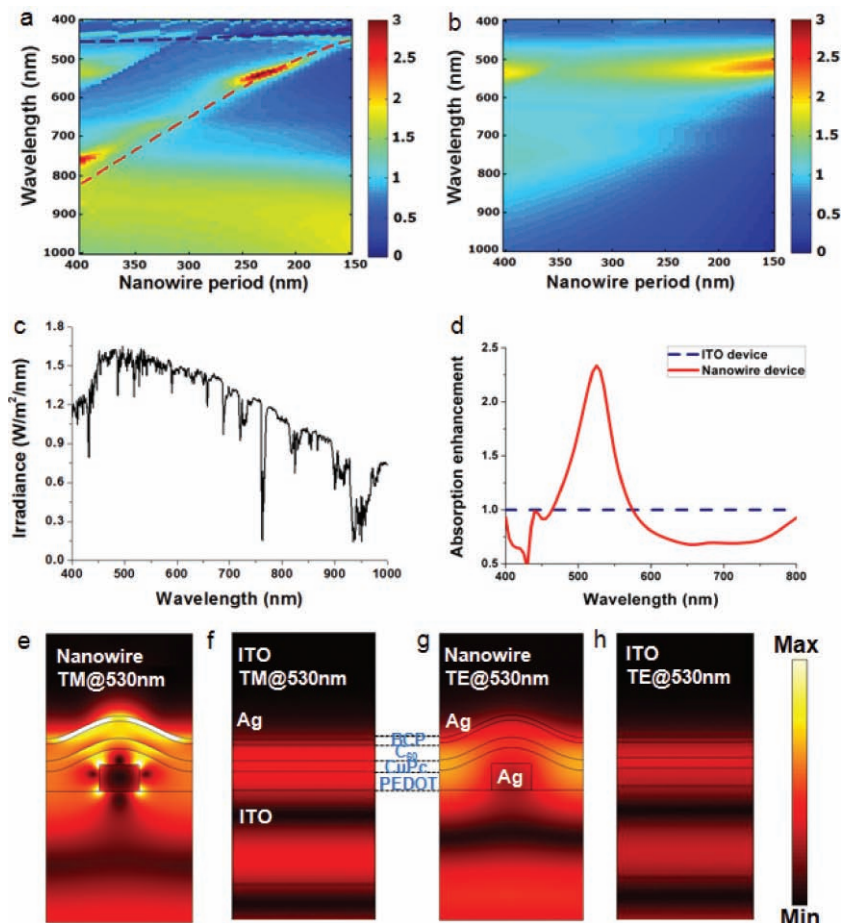 a
b
400
500
600
700
800
900
1000
Wavelength (nm)
400
350
300
250
200
150
Nanowire period (nm)
3
2.5
2
1.5
1
0.5
0
400
500
600
700
800
900
1000
Wavelength (nm)
400
350
300
250
200
150
Nanowire period (nm)
3
2.5
2
1.5
1
0.5
0
c
1.8
1.5
1.2
0.9
0.6
0.3
0.0
Irradiance (W/m²/nm)
400 500 600 700 800 900 1000
Wavelength (nm)
d
2.5
2.0
1.5
1.0
0.5
Absorption enhancement
ITO device
Nanowire device
400 500 600 700 800
Wavelength (nm)
e
Nanowire
TM@530nm
f
ITO
TM@530nm
Ag
ITO
BCP
C60
CuPc
PEDOT
g
Nanowire
TE@530nm
Ag
Ag
h
ITO
TE@530nm
Max
Min